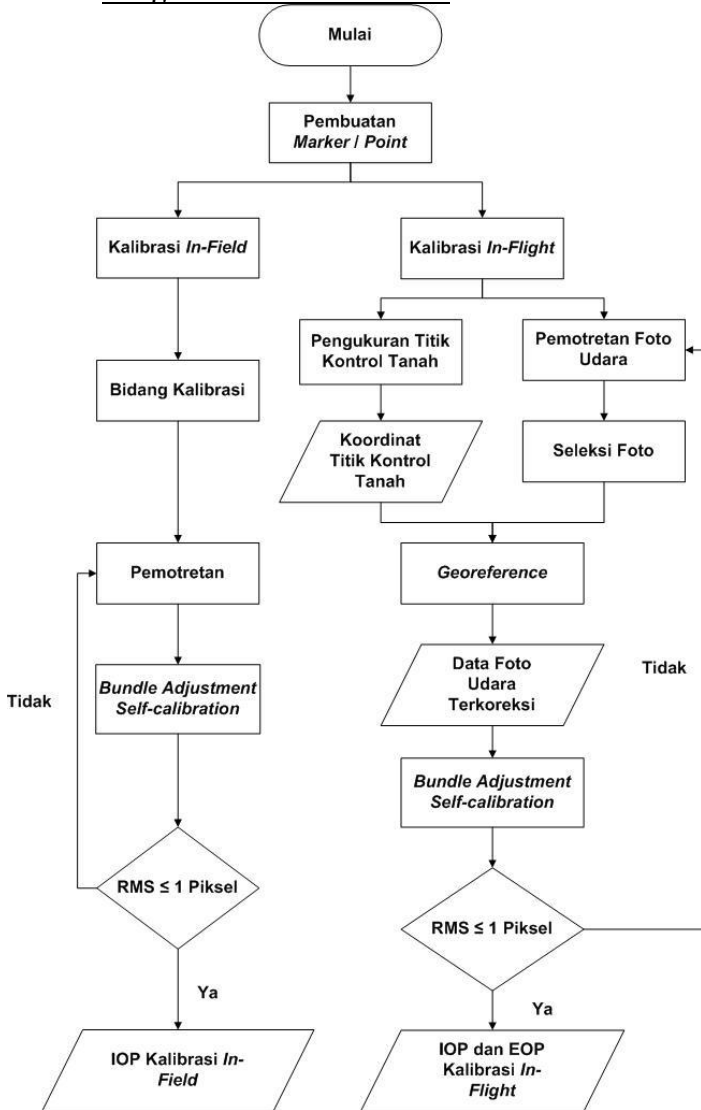 Mulai
Pembuatan
Marker / Point
Kalibrasi In-Field
Kalibrasi In-Flight
Pengukuran Titik
Kontrol Tanah
Pemotretan Foto
Udara
Bidang Kalibrasi
Koordinat
Titik Kontrol
Tanah
Seleksi Foto
Pemotretan
Georeference
Tidak
Bundle Adjustment
Self-calibration
Data Foto
Udara
Terkoreksi
Tidak
Bundle Adjustment
Self-calibration
RMS ≤ 1 Piksel
RMS ≤ 1 Piksel
Ya
Ya
IOP Kalibrasi In-
Field
IOP dan EOP
Kalibrasi In-
Flight